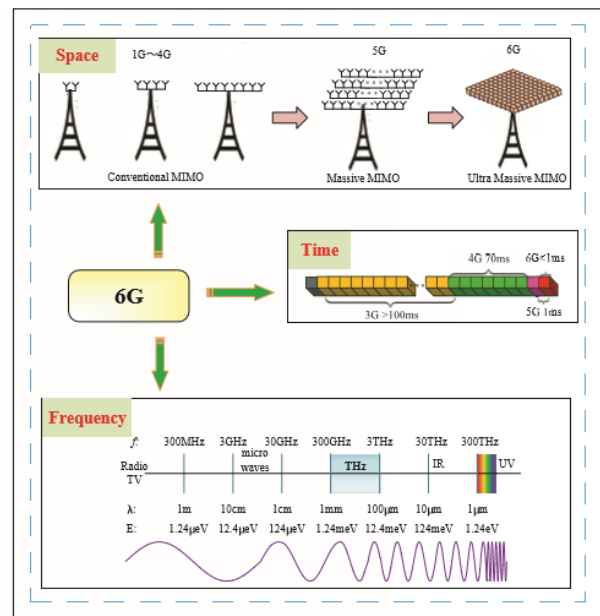 Space
1G～4G
5G
6G
Conventional MIMO
Massive MIMO
Ultra Massive MIMO
6G
Time
4G 70ms
6G<1ms
3G >100ms
5G 1ms
Frequency
f: 300MHz 3GHz 30GHz 300GHz 3THz 30THz 300THz
micro
waves
Radio
TV
THz
IR
UV
λ: 1m 10cm 1cm 1mm 100μm 10μm 1μm
E: 1.24μeV 12.4μeV 124μeV 1.24meV 12.4meV 124meV 1.24eV